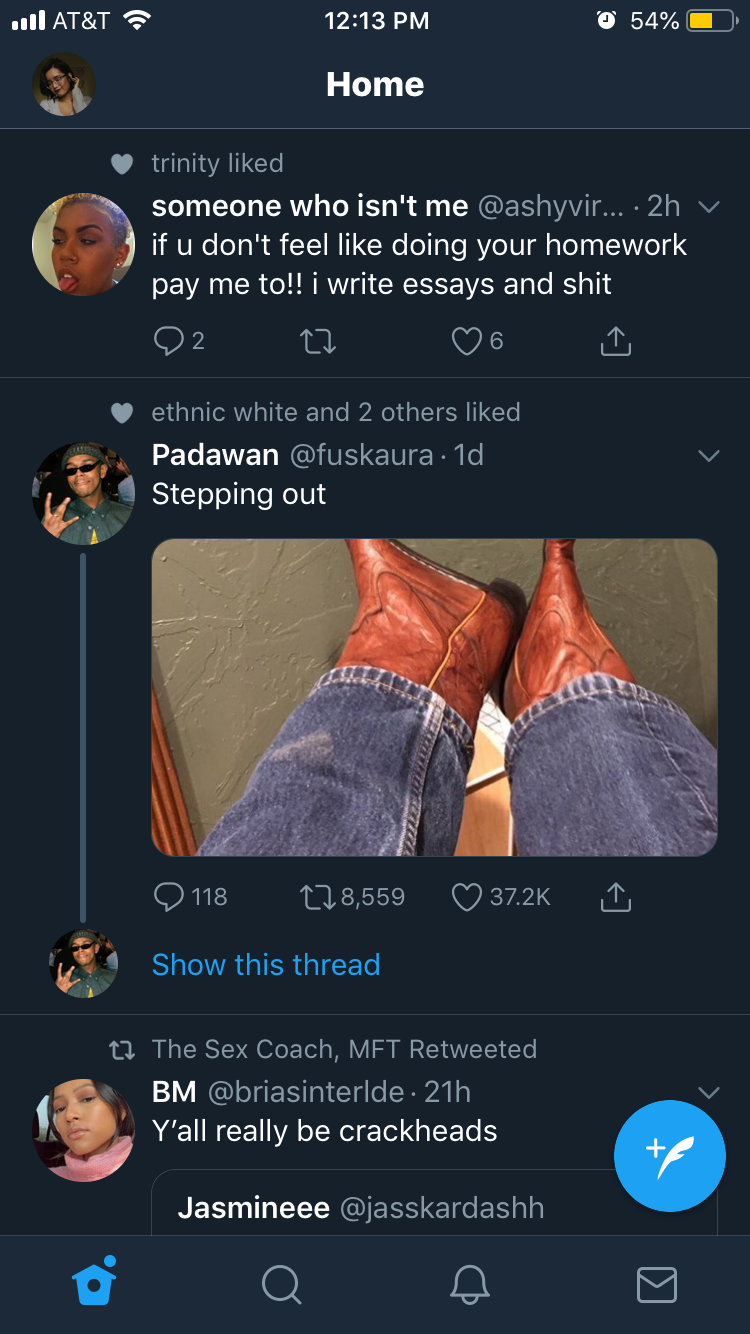 AT&T 12:13 PM 54%
Home
trinity liked
someone who isn't me @ashyvir... · 2h
if u don't feel like doing your homework
pay me to!! i write essays and shit
2 6
ethnic white and 2 others liked
Padawan @fuskaura · 1d
Stepping out
118 8,559 37.2K
Show this thread
The Sex Coach, MFT Retweeted
BM @briasinterlde · 21h
Y’all really be crackheads
Jasmineee @jasskardashh